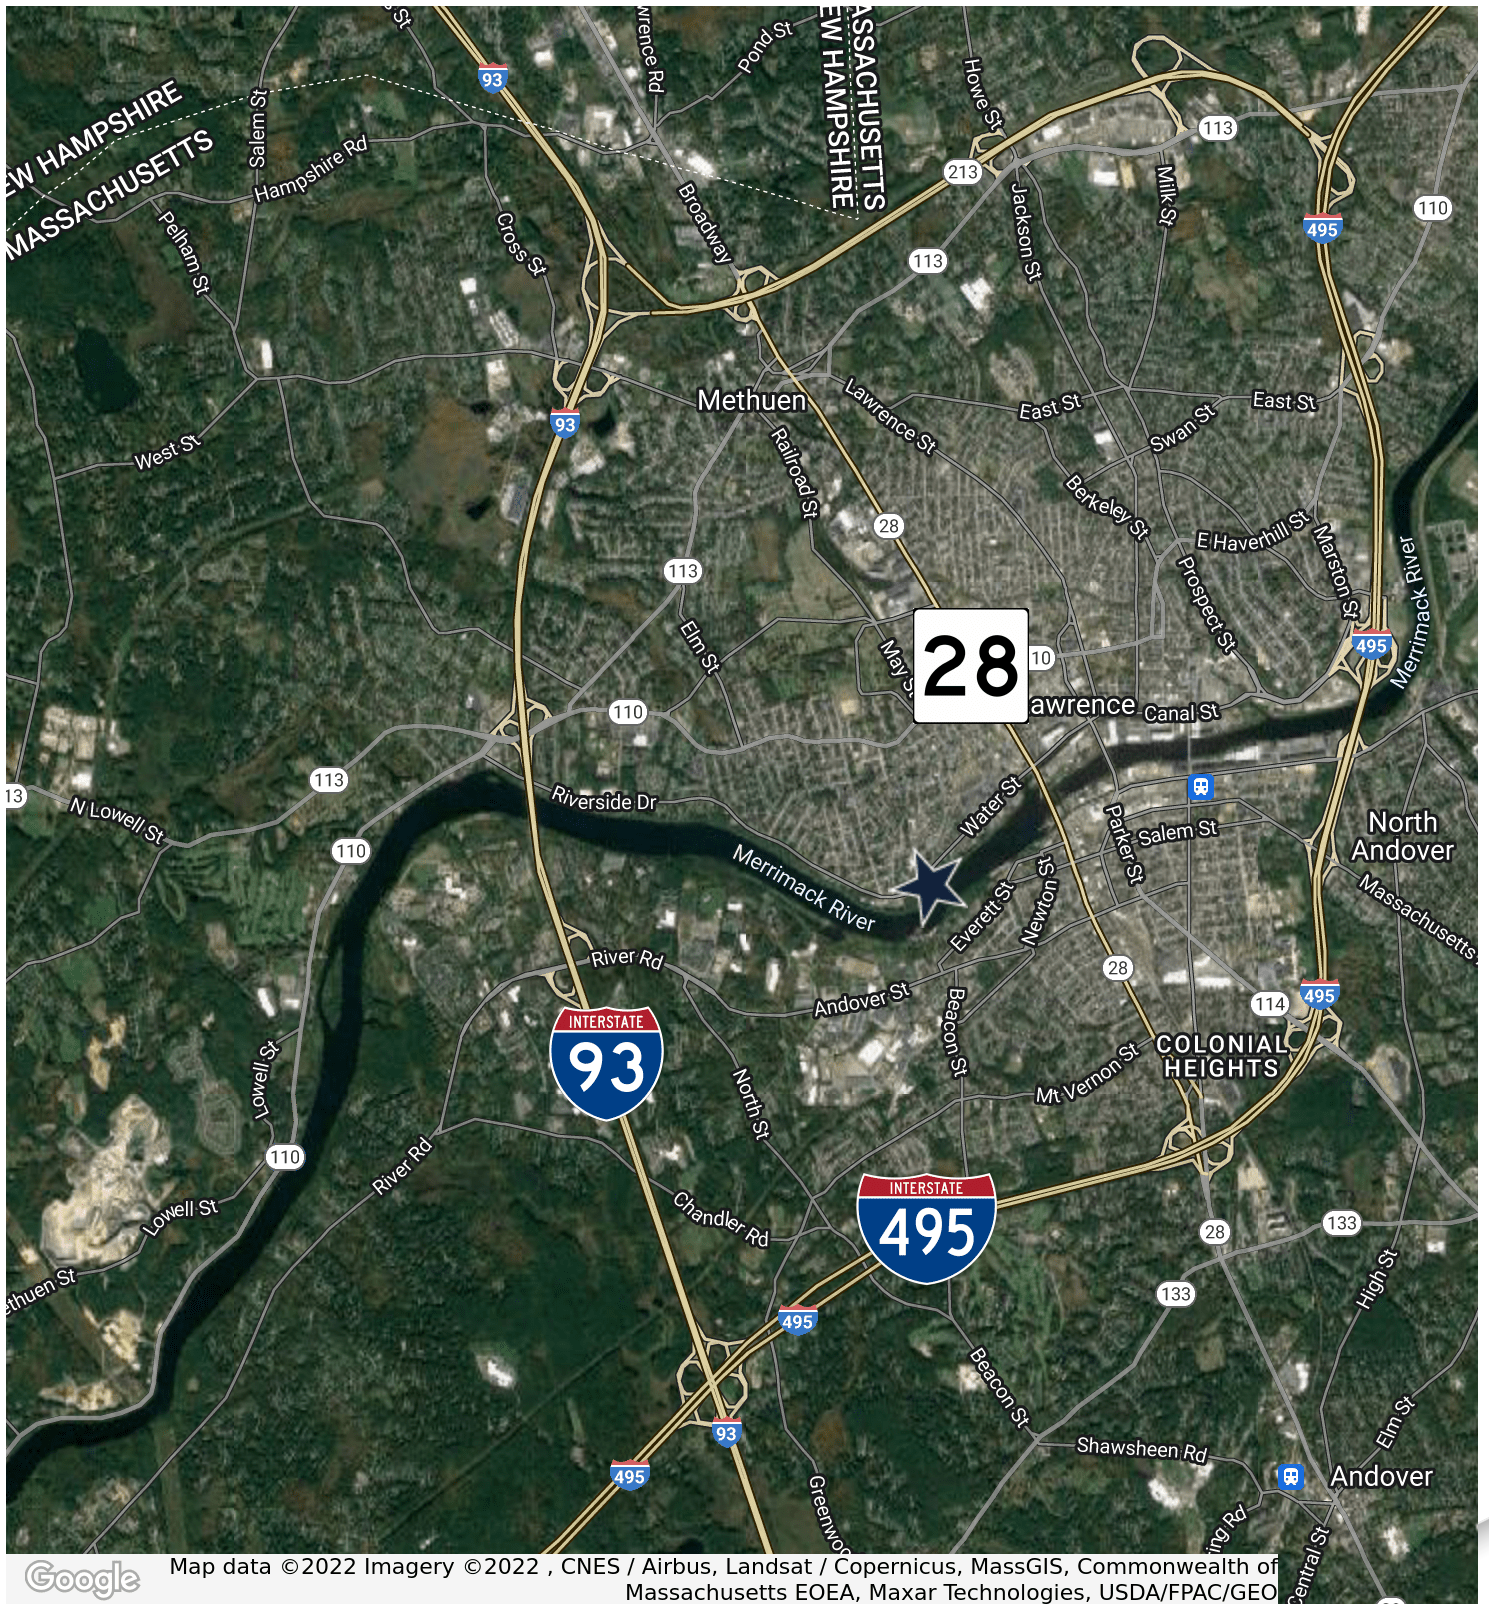 93
Pond St
MASSACHUSETTS
NEW HAMPSHIRE
Howe St
113
213
Salem St
Hampshire Rd
MASSACHUSETTS
Pelham St
Cross St
Broadway
Jackson St
Milk St
110
495
113
Methuen
Lawrence St
East St
East St
Swan St
93
West St
Railroad St
28
Berkeley St
E Haverhill St
Marston St
Merrimack River
113
Prospect St
Elm St
May St
28
495
110
Canal St
113
N Lowell St
Riverside Dr
Water St
Parker St
Salem St
North
Andover
110
Merrimack River
Everett St
Newton St
Massachusetts
River Rd
28
Andover St
Beacon St
114
495
COLONIAL
HEIGHTS
INTERSTATE
93
Lowell St
North St
Mt Vernon St
110
River Rd
Lowell St
Chandler Rd
INTERSTATE
495
28
133
133
High St
495
Beacon St
93
495
Shawsheen Rd
Elm St
Andover
Central St
Google
Map data ©2022 Imagery ©2022 , CNES / Airbus, Landsat / Copernicus, MassGIS, Commonwealth of
Massachusetts EOEA, Maxar Technologies, USDA/FPAC/GEO